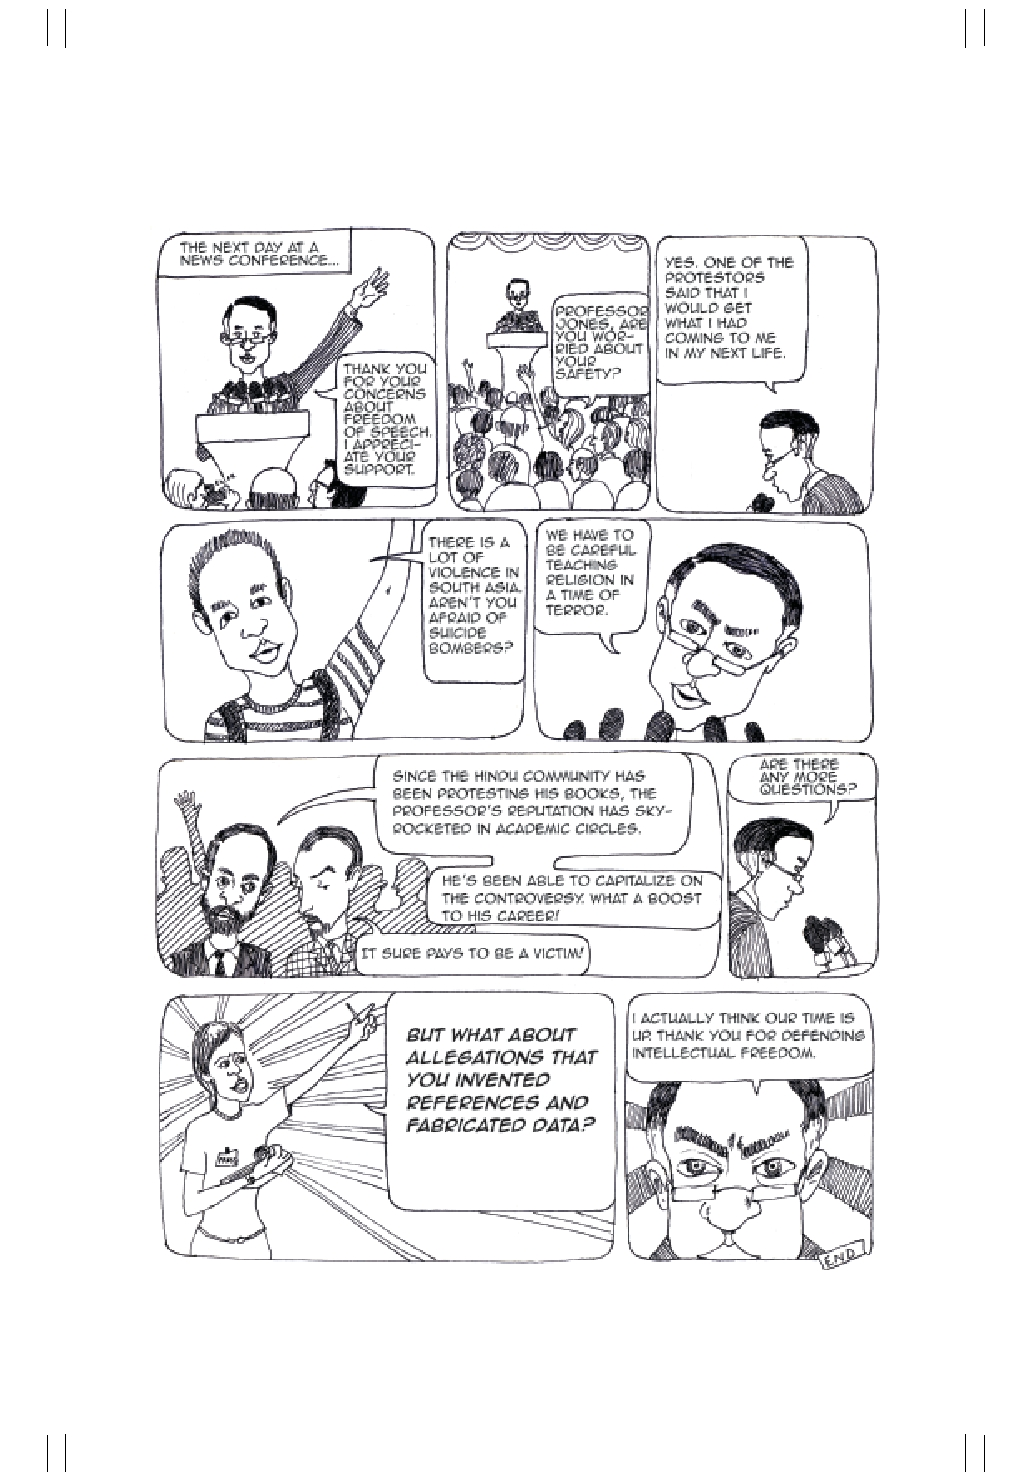 THE NEXT DAY AT A
NEWS CONFERENCE...
THANK YOU
FOR YOUR
CONCERNS
ABOUT
FREEDOM
OF SPEECH.
I APPRECI-
ATE YOUR
SUPPORT.
PROFESSOR
JONES, ARE
YOU WOR-
RIED ABOUT
YOUR
SAFETY?
YES. ONE OF THE
PROTESTORS
SAID THAT I
WOULD GET
WHAT I HAD
COMING TO ME
IN MY NEXT LIFE.
THERE IS A
LOT OF
VIOLENCE IN
SOUTH ASIA.
AREN'T YOU
AFRAID OF
SUICIDE
BOMBERS?
WE HAVE TO
BE CAREFUL
TEACHING
RELIGION IN
A TIME OF
TERROR.
SINCE THE HINDU COMMUNITY HAS
BEEN PROTESTING HIS BOOKS, THE
PROFESSOR'S REPUTATION HAS SKY-
ROCKETED IN ACADEMIC CIRCLES.
HE'S BEEN ABLE TO CAPITALIZE ON
THE CONTROVERSY. WHAT A BOOST
TO HIS CAREER!
IT SURE PAYS TO BE A VICTIM!
ARE THERE
ANY MORE
QUESTIONS?
BUT WHAT ABOUT
ALLEGATIONS THAT
YOU INVENTED
REFERENCES AND
FABRICATED DATA?
I ACTUALLY THINK OUR TIME IS
UP. THANK YOU FOR DEFENDING
INTELLECTUAL FREEDOM.
END